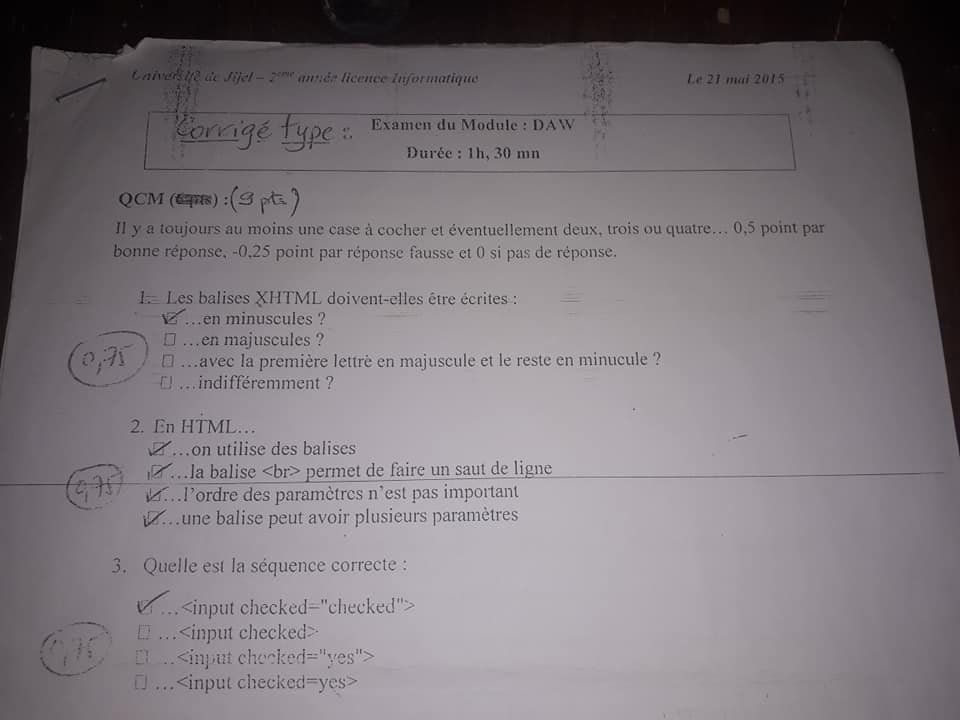 Université de Jijel – 2ème année licence Informatique
Le 21 mai 2015
Corrigé type :
Examen du Module : DAW
Durée : 1h, 30 mn
QCM ( ) : (9 pts)
Il y a toujours au moins une case à cocher et éventuellement deux, trois ou quatre… 0,5 point par
bonne réponse, -0,25 point par réponse fausse et 0 si pas de réponse.
1. Les balises XHTML doivent-elles être écrites :
…en minuscules ?
…en majuscules ?
…avec la première lettre en majuscule et le reste en minucule ?
…indifféremment ?
0,75
2. En HTML…
…on utilise des balises
…la balise <br> permet de faire un saut de ligne
…l'ordre des paramètres n'est pas important
…une balise peut avoir plusieurs paramètres
0,75
3. Quelle est la séquence correcte :
…<input checked="checked">
…<input checked>
…<input checked="yes">
…<input checked=yes>
0,75